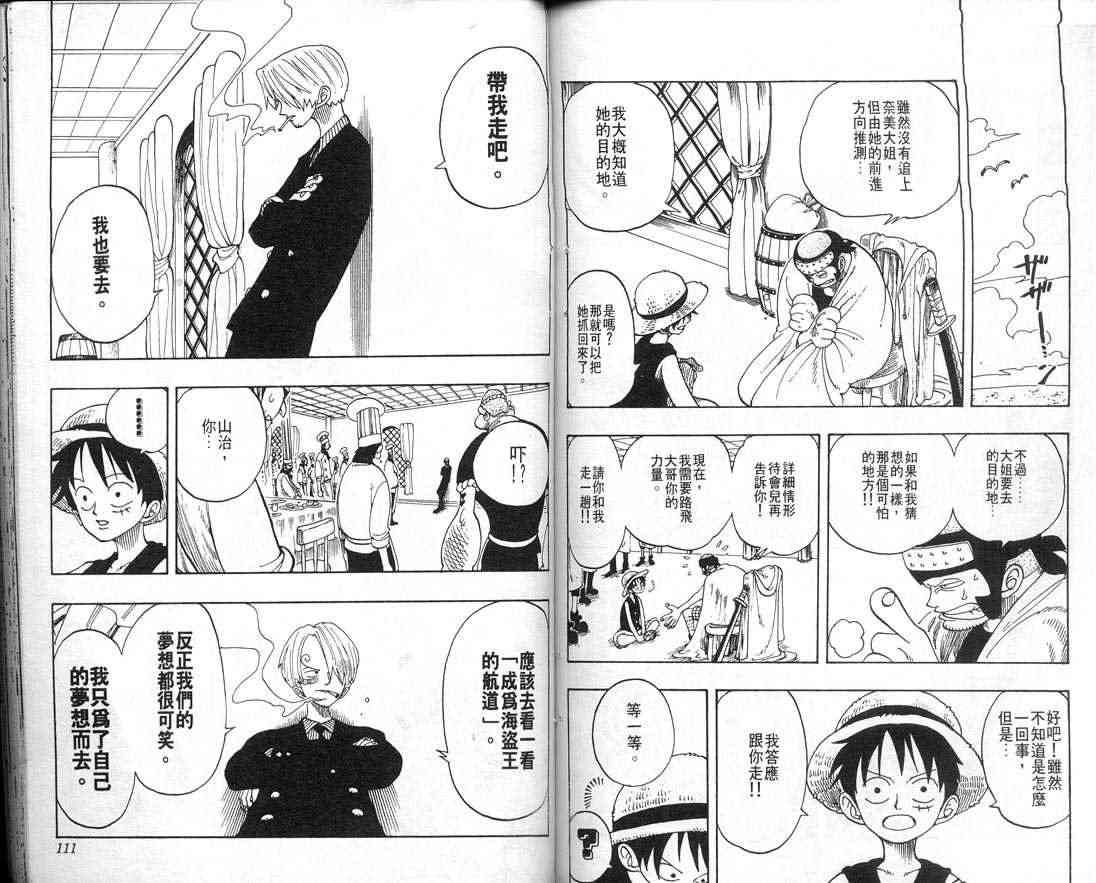 雖然沒有追上
奈美大姐，
但由她的前進
方向推測…
我大概知道
她的目的地。
是嗎?
那就可以把
她抓回來了。
ザザーッ
不過……
大姐要去
的目的地…
如果和我猜
想的一樣，
那是個可怕
的地方!!
詳細情形
待會兒再
告訴你!
現在，
我需要路飛
大哥你的
力量。
請你和我
走一趟!!
好吧!雖然
不知道是怎麼
一回事，
但是…
我答應
跟你走!!
等一等。
?
帶我走吧。
我也要去。
吓!?
山治，
你…
……
應該去看一看
「成爲海盜王
的航道」。
反正我們的
夢想都很可笑。
我只爲了自己
的夢想而去。
111